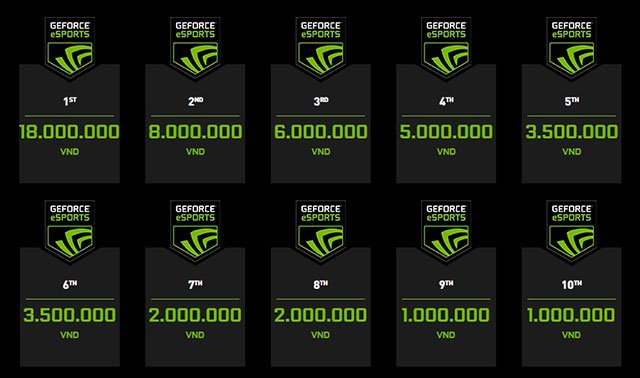 GEFORCE
eSPORTS
1ST
18.000.000
VND
GEFORCE
eSPORTS
2ND
8.000.000
VND
GEFORCE
eSPORTS
3RD
6.000.000
VND
GEFORCE
eSPORTS
4TH
5.000.000
VND
GEFORCE
eSPORTS
5TH
3.500.000
VND
GEFORCE
eSPORTS
6TH
3.500.000
VND
GEFORCE
eSPORTS
7TH
2.000.000
VND
GEFORCE
eSPORTS
8TH
2.000.000
VND
GEFORCE
eSPORTS
9TH
1.000.000
VND
GEFORCE
eSPORTS
10TH
1.000.000
VND